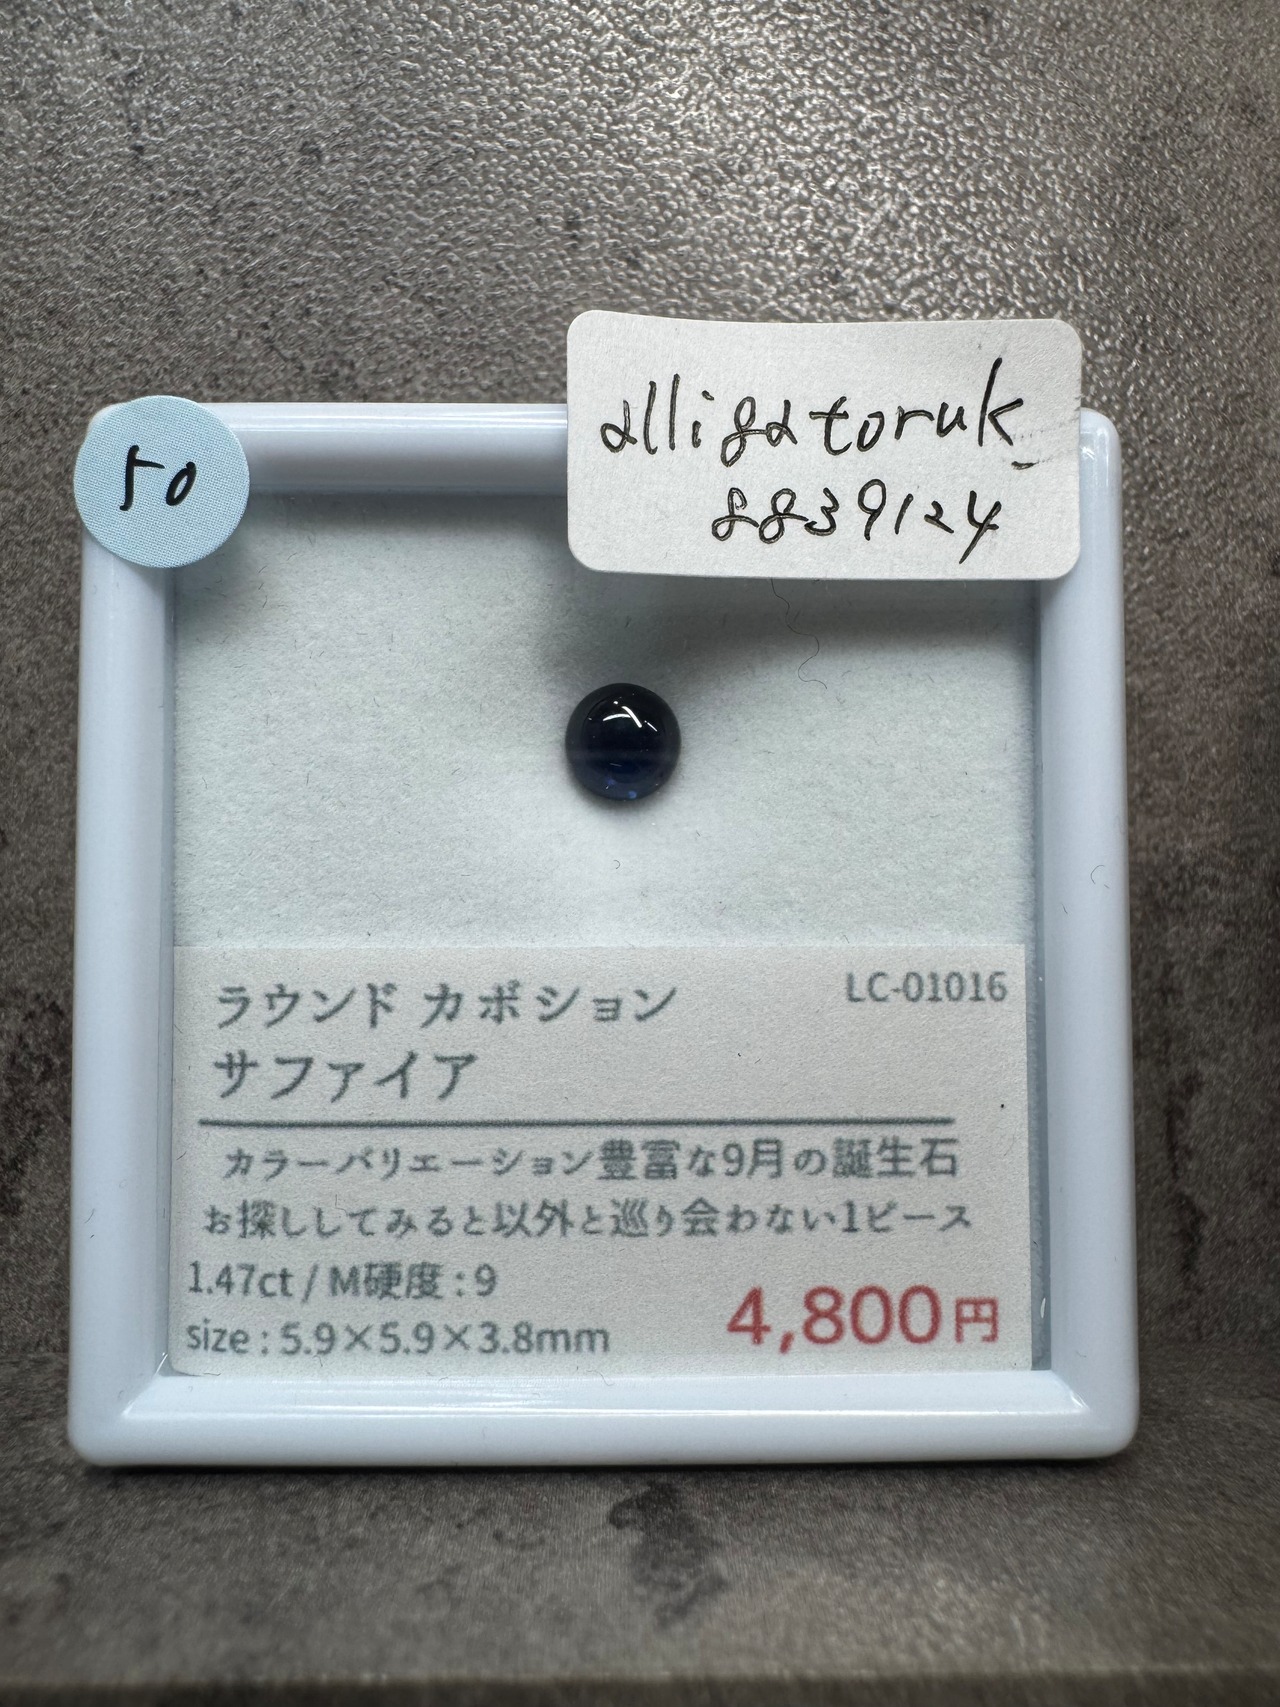 50
alligatoruk_
8839124
ラウンド カボション
LC-01016
サファイア
カラーバリエーション豊富な9月の誕生石
お探ししてみると以外と巡り会わない1ピース
1.47ct / M硬度 : 9
size : 5.9×5.9×3.8mm
4,800円